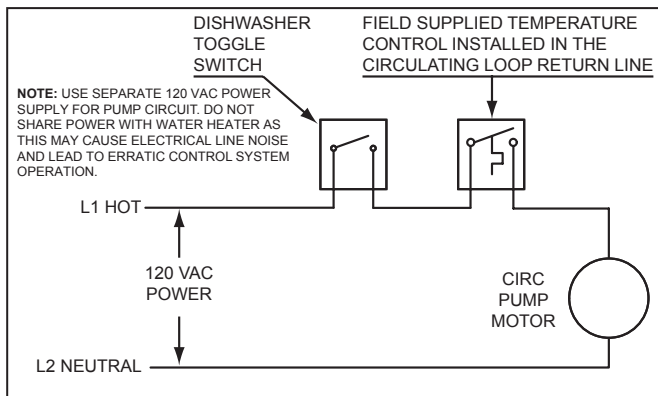 DISHWASHER
TOGGLE
SWITCH
FIELD SUPPLIED TEMPERATURE
CONTROL INSTALLED IN THE
CIRCULATING LOOP RETURN LINE
NOTE: USE SEPARATE 120 VAC POWER
SUPPLY FOR PUMP CIRCUIT. DO NOT
SHARE POWER WITH WATER HEATER AS
THIS MAY CAUSE ELECTRICAL LINE NOISE
AND LEAD TO ERRATIC CONTROL SYSTEM
OPERATION.
L1 HOT
120 VAC
POWER
CIRC
PUMP
MOTOR
L2 NEUTRAL